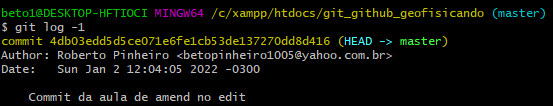 beto1@DESKTOP-HFTIOCI MINGW64 /c/xampp/htdocs/git_github_geofisicando (master)
$ git log -1
commit 4db03edd5d5ce071e6fe1cb53de137270dd8d416 (HEAD -> master)
Author: Roberto Pinheiro <betopinheiro1005@yahoo.com.br>
Date:   Sun Jan 2 12:04:05 2022 -0300

    Commit da aula de amend no edit